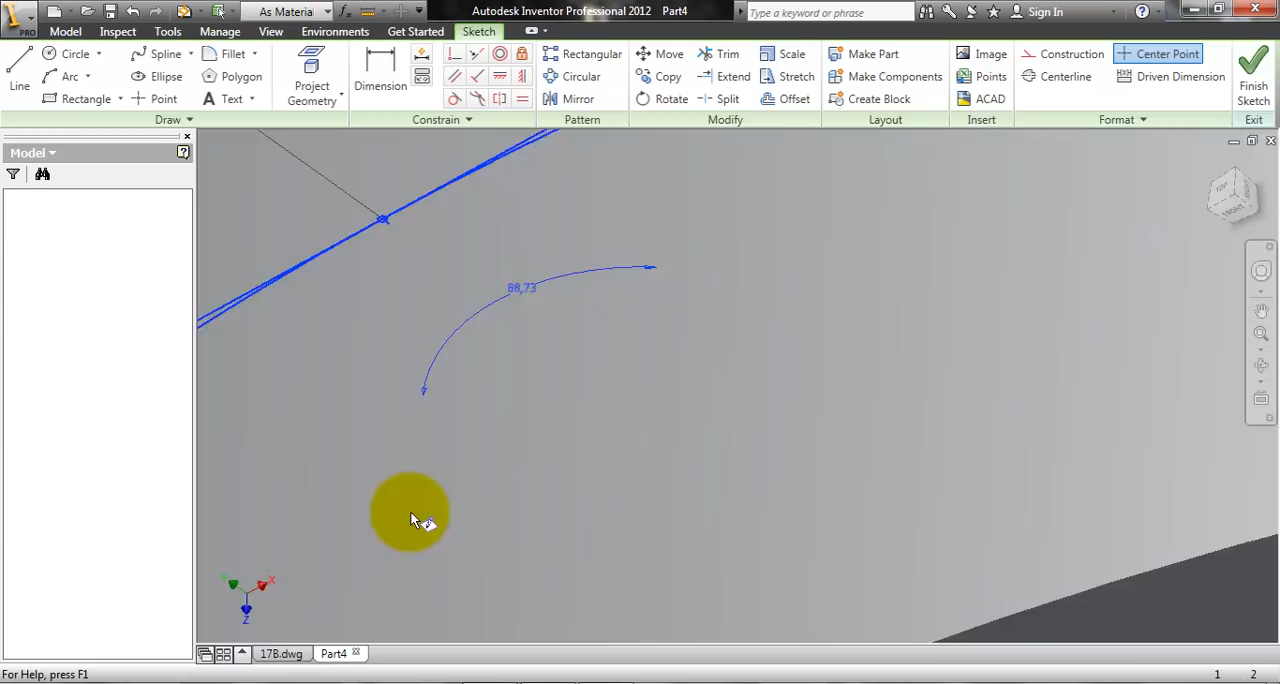 As Material
Autodesk Inventor Professional 2012 Part4
Type a keyword or phrase
Sign In
PRO
Model
Inspect
Tools
Manage
View
Environments
Get Started
Sketch
Line
Circle
Arc
Rectangle
Spline
Ellipse
Point
Fillet
Polygon
Text
Project
Geometry
Dimension
Rectangular
Circular
Mirror
Move
Copy
Rotate
Trim
Extend
Split
Scale
Stretch
Offset
Make Part
Make Components
Create Block
Image
Points
ACAD
Construction
Centerline
Center Point
Driven Dimension
Finish
Sketch
Draw
Constrain
Pattern
Modify
Layout
Insert
Format
Exit
Model
TOP
FRONT
88,73
Y
X
Z
17B.dwg
Part4
For Help, press F1
1
2